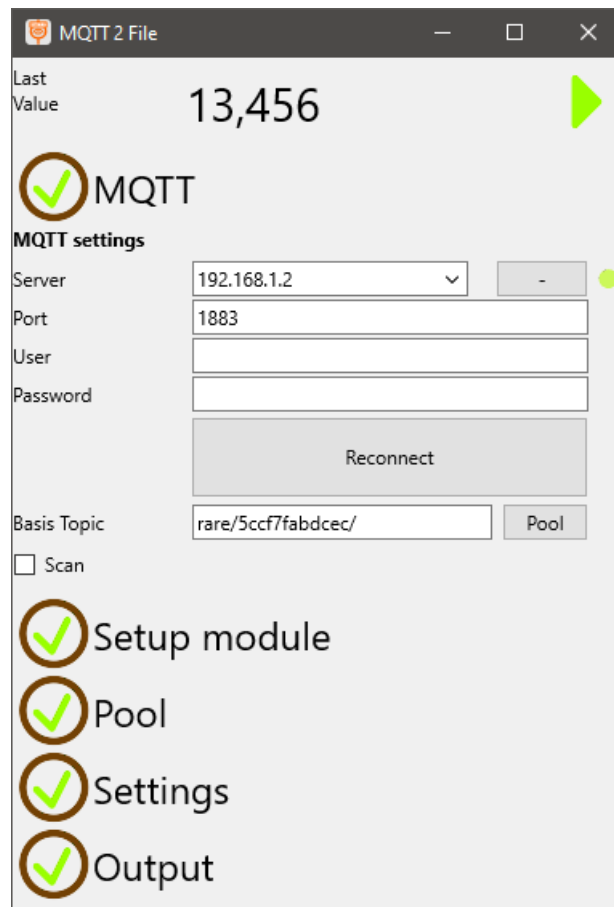 MQTT 2 File
Last
Value
13,456
MQTT
MQTT settings
Server 192.168.1.2 -
Port 1883
User
Password
Reconnect
Basis Topic rare/5ccf7fabdcec/ Pool
Scan
Setup module
Pool
Settings
Output